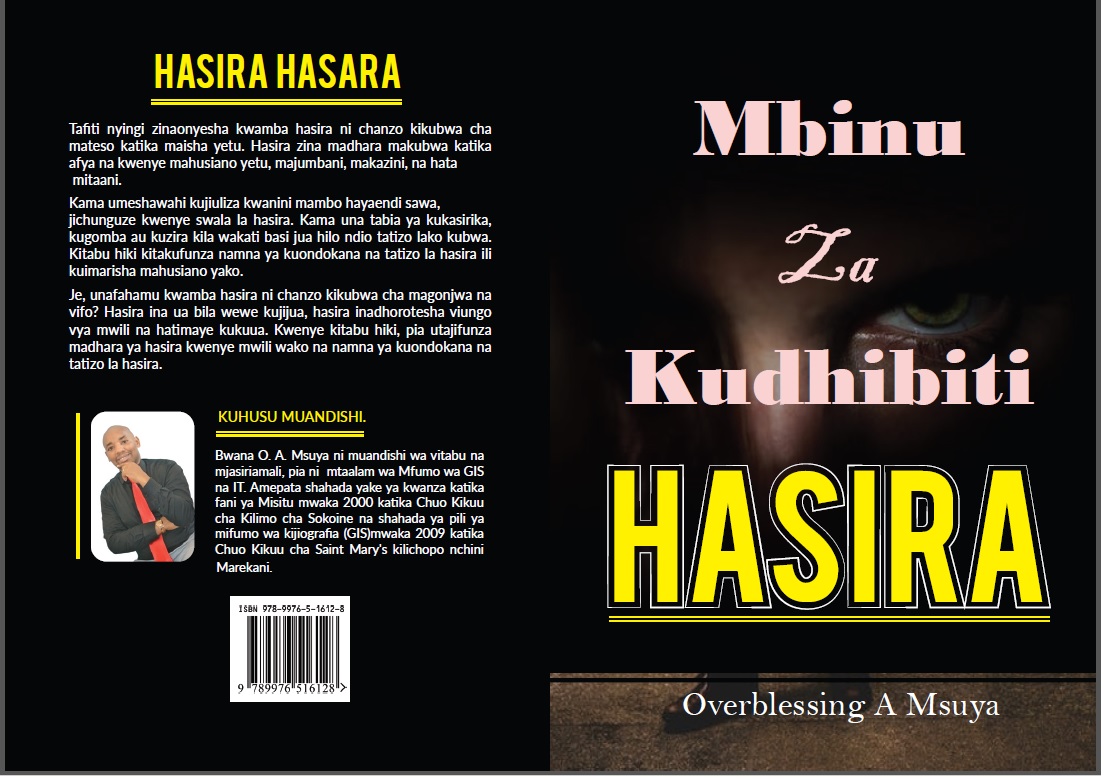 HASIRA HASARA
Tafiti nyingi zinaonyesha kwamba hasira ni chanzo kikubwa cha
mateso katika maisha yetu. Hasira zina madhara makubwa katika
afya na kwenye mahusiano yetu, majumbani, makazini, na hata
mitaani.
Kama umeshawahi kujiuliza kwanini mambo hayaendi sawa,
jichunguze kwenye swala la hasira. Kama una tabia ya kukasirika,
kugomba au kuzira kila wakati basi jua hilo ndio tatizo lako kubwa.
Kitabu hiki kitakufunza namna ya kuondokana na tatizo la hasira ili
kuimarisha mahusiano yako.
Je, unafahamu kwamba hasira ni chanzo kikubwa cha magonjwa na
vifo? Hasira ina ua bila wewe kujijua, hasira inadhorotesha viungo
vya mwili na hatimaye kukuua. Kwenye kitabu hiki, pia utajifunza
madhara ya hasira kwenye mwili wako na namna ya kuondokana na
tatizo la hasira.
KUHUSU MUANDISHI.
Bwana O. A. Msuya ni muandishi wa vitabu na
mjasiriamali, pia ni mtaalam wa Mfumo wa GIS
na IT. Amepata shahada yake ya kwanza katika
fani ya Misitu mwaka 2000 katika Chuo Kikuu
cha Kilimo cha Sokoine na shahada ya pili ya
mifumo wa kijiografia (GIS)mwaka 2009 katika
Chuo Kikuu cha Saint Mary's kilichopo nchini
Marekani.
ISBN 978-9976-5-1612-8
9 789976 516128 >
Mbinu
Za
Kudhibiti
HASIRA
Overblessing A Msuya